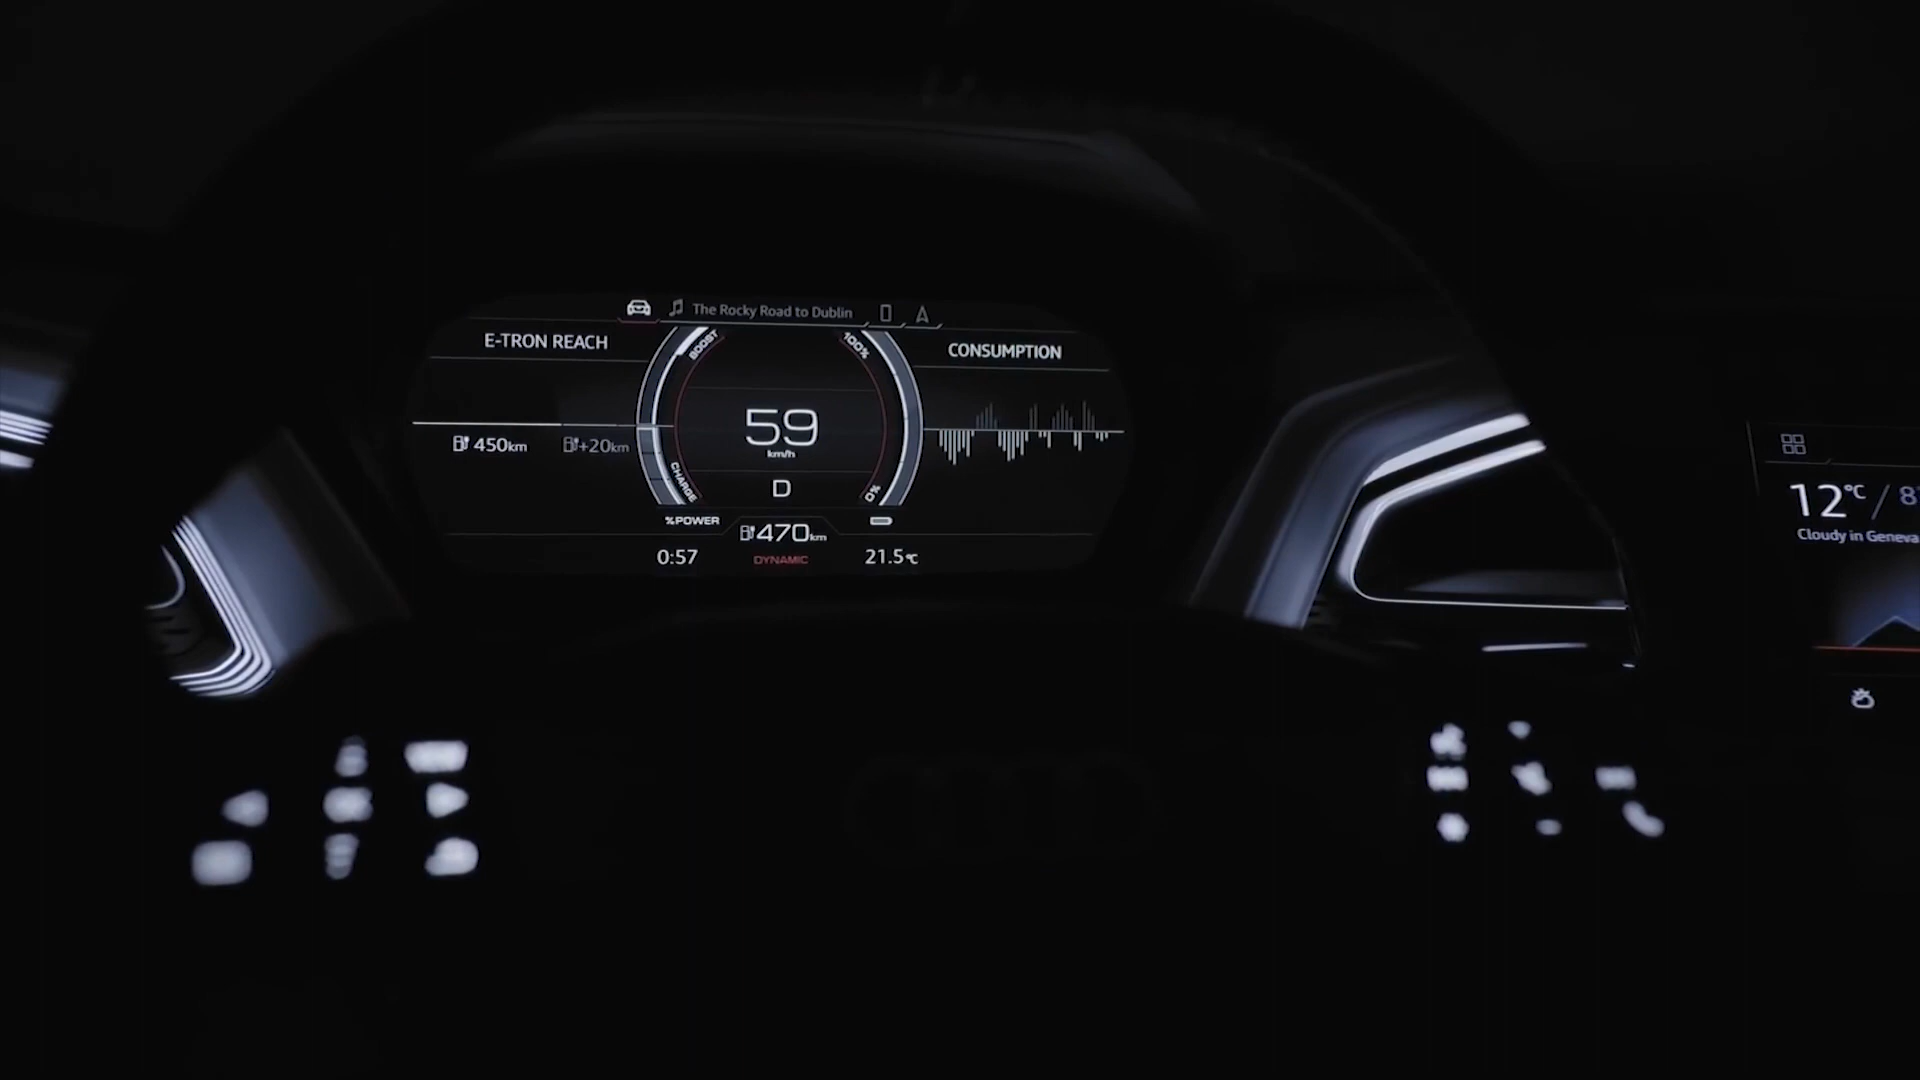 The Rocky Road to Dublin
E-TRON REACH
CONSUMPTION
BOOST
100%
59
km/h
450km
+20km
CHARGE
0%
D
%POWER
470km
0:57
DYNAMIC
21.5°C
12°C / 8°
Cloudy in Geneva